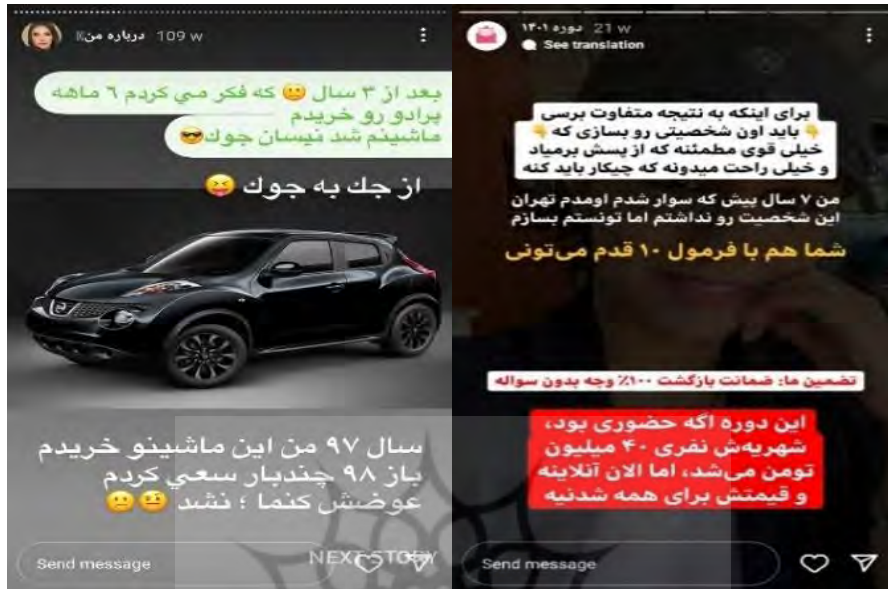 درباره من 109 w
بعد از ۳ سال 😐 که فکر می کردم ٦ ماهه
پرادو رو خریدم
ماشینم شد نیسان جوك😎
از جك به جوك 😝
سال ۹۷ من این ماشینو خریدم
باز ۹۸ چندبار سعی کردم
عوضش کنما ؛ نشد 🤨😐
Send message
NEXT STORY
دوره ۱۴۰۱ 21 w
See translation
برای اینکه به نتیجه متفاوت برسی
👇 باید اون شخصیتی رو بسازی که 👇
خیلی قوی مطمئنه که از پسش برمیاد
و خیلی راحت میدونه که چیکار باید کنه
من ۷ سال پیش که سوار شدم اومدم تهران
این شخصیت رو نداشتم اما تونستم بسازم
شما هم با فرمول ۱۰ قدم می‌تونی
تضمین ما: ضمانت بازگشت ۱۰۰٪ وجه بدون سواله
این دوره اگه حضوری بود،
شهریه‌ش نفری ۴۰ میلیون
تومن می‌شد، اما الان آنلاینه
و قیمتش برای همه شدنیه
Send message